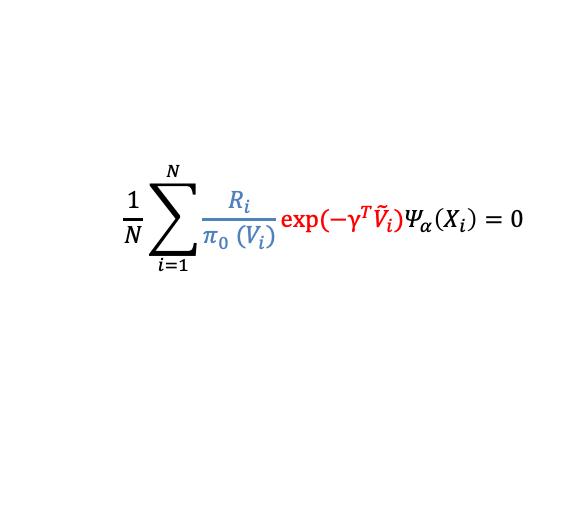 1/N ∑_{i=1}^{N} R_i/π_0 (V_i) exp(−γ^T Ṽ_i)Ψ_α(X_i) = 0